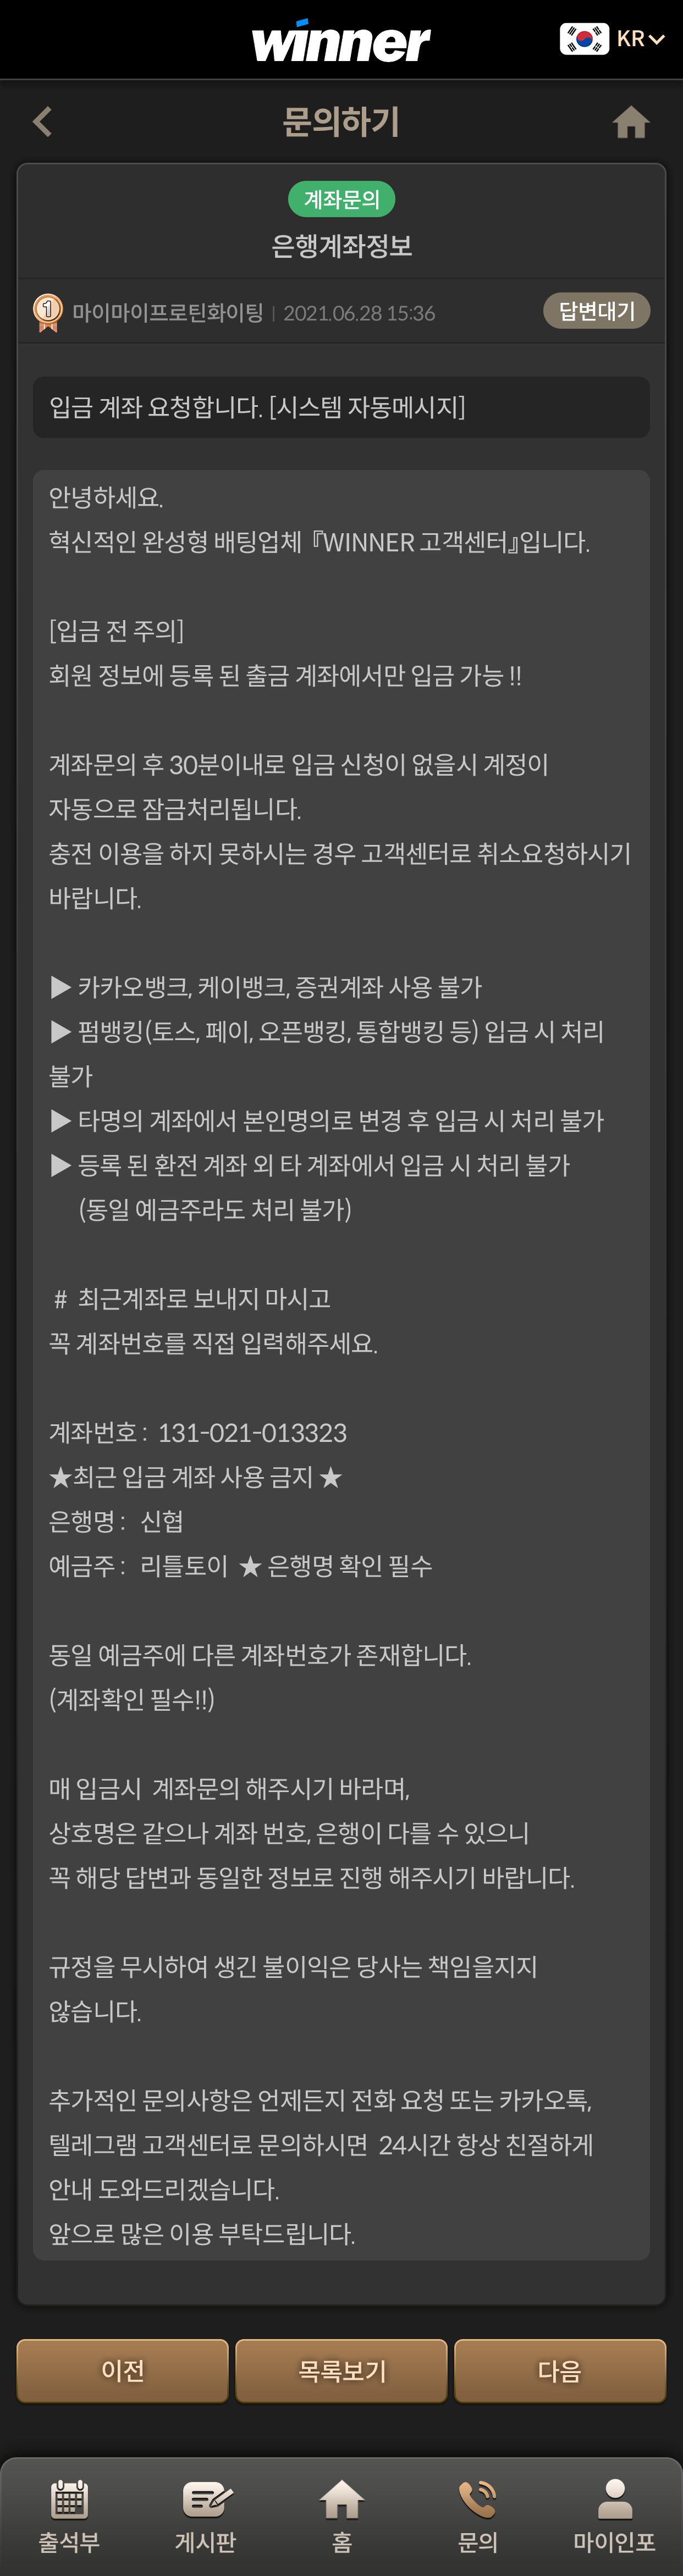 winner
KR
문의하기
계좌문의
은행계좌정보
1 마이마이프로틴화이팅 | 2021.06.28 15:36 답변대기
입금 계좌 요청합니다. [시스템 자동메시지]
안녕하세요.
혁신적인 완성형 배팅업체『WINNER 고객센터』입니다.
[입금 전 주의]
회원 정보에 등록 된 출금 계좌에서만 입금 가능 !!
계좌문의 후 30분이내로 입금 신청이 없을시 계정이
자동으로 잠금처리됩니다.
충전 이용을 하지 못하시는 경우 고객센터로 취소요청하시기
바랍니다.
▶ 카카오뱅크, 케이뱅크, 증권계좌 사용 불가
▶ 펌뱅킹(토스, 페이, 오픈뱅킹, 통합뱅킹 등) 입금 시 처리
불가
▶ 타명의 계좌에서 본인명의로 변경 후 입금 시 처리 불가
▶ 등록 된 환전 계좌 외 타 계좌에서 입금 시 처리 불가
(동일 예금주라도 처리 불가)
# 최근계좌로 보내지 마시고
꼭 계좌번호를 직접 입력해주세요.
계좌번호 : 131-021-013323
★최근 입금 계좌 사용 금지 ★
은행명 : 신협
예금주 : 리틀토이 ★ 은행명 확인 필수
동일 예금주에 다른 계좌번호가 존재합니다.
(계좌확인 필수!!)
매 입금시 계좌문의 해주시기 바라며,
상호명은 같으나 계좌 번호, 은행이 다를 수 있으니
꼭 해당 답변과 동일한 정보로 진행 해주시기 바랍니다.
규정을 무시하여 생긴 불이익은 당사는 책임을지지
않습니다.
추가적인 문의사항은 언제든지 전화 요청 또는 카카오톡,
텔레그램 고객센터로 문의하시면 24시간 항상 친절하게
안내 도와드리겠습니다.
앞으로 많은 이용 부탁드립니다.
이전 목록보기 다음
출석부 게시판 홈 문의 마이인포